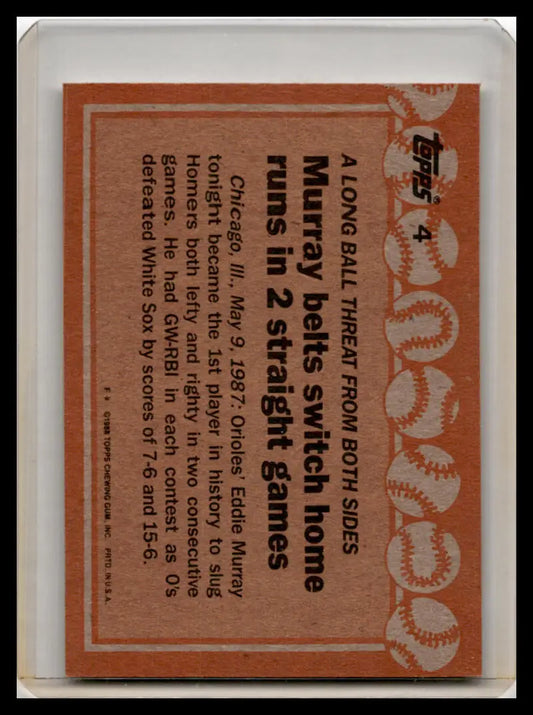 topps® 4
A LONG BALL THREAT FROM BOTH SIDES
Murray belts switch home
runs in 2 straight games
Chicago, Ill., May 9, 1987: Orioles' Eddie Murray
tonight became the 1st player in history to slug
Homers both lefty and righty in two consecutive
games. He had GW-RBI in each contest as O's
defeated White Sox by scores of 7-6 and 15-6.
©1988 TOPPS CHEWING GUM, INC. PRTD. IN U.S.A.